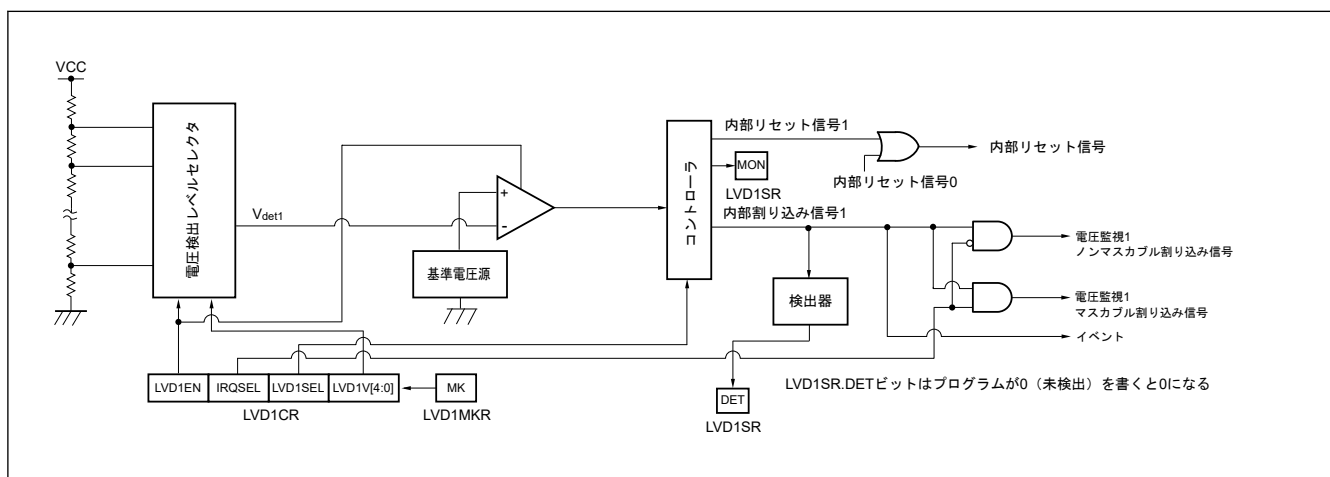 VCC
電圧検出レベルセレクタ
Vdet1
+
-
基準電圧源
コントローラ
内部リセット信号1
内部リセット信号
内部リセット信号0
MON
LVD1SR
内部割り込み信号1
電圧監視1
ノンマスカブル割り込み信号
検出器
電圧監視1
マスカブル割り込み信号
イベント
LVD1EN
IRQSEL
LVD1SEL
LVD1V[4:0]
MK
LVD1CR
LVD1MKR
DET
LVD1SR
LVD1SR.DETビットはプログラムが0(未検出)を書くと0になる